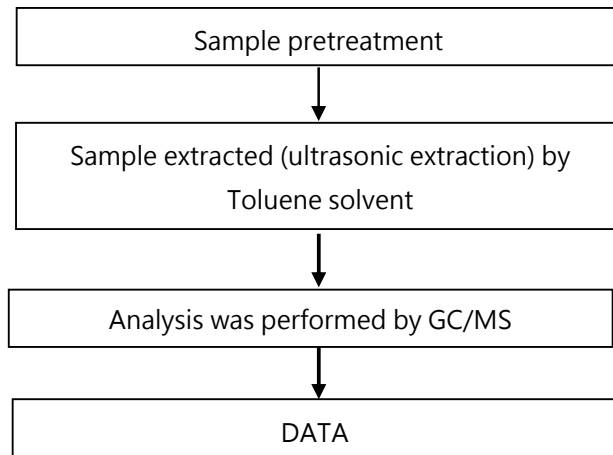 Sample pretreatment
Sample extracted (ultrasonic extraction) by
Toluene solvent
Analysis was performed by GC/MS
DATA